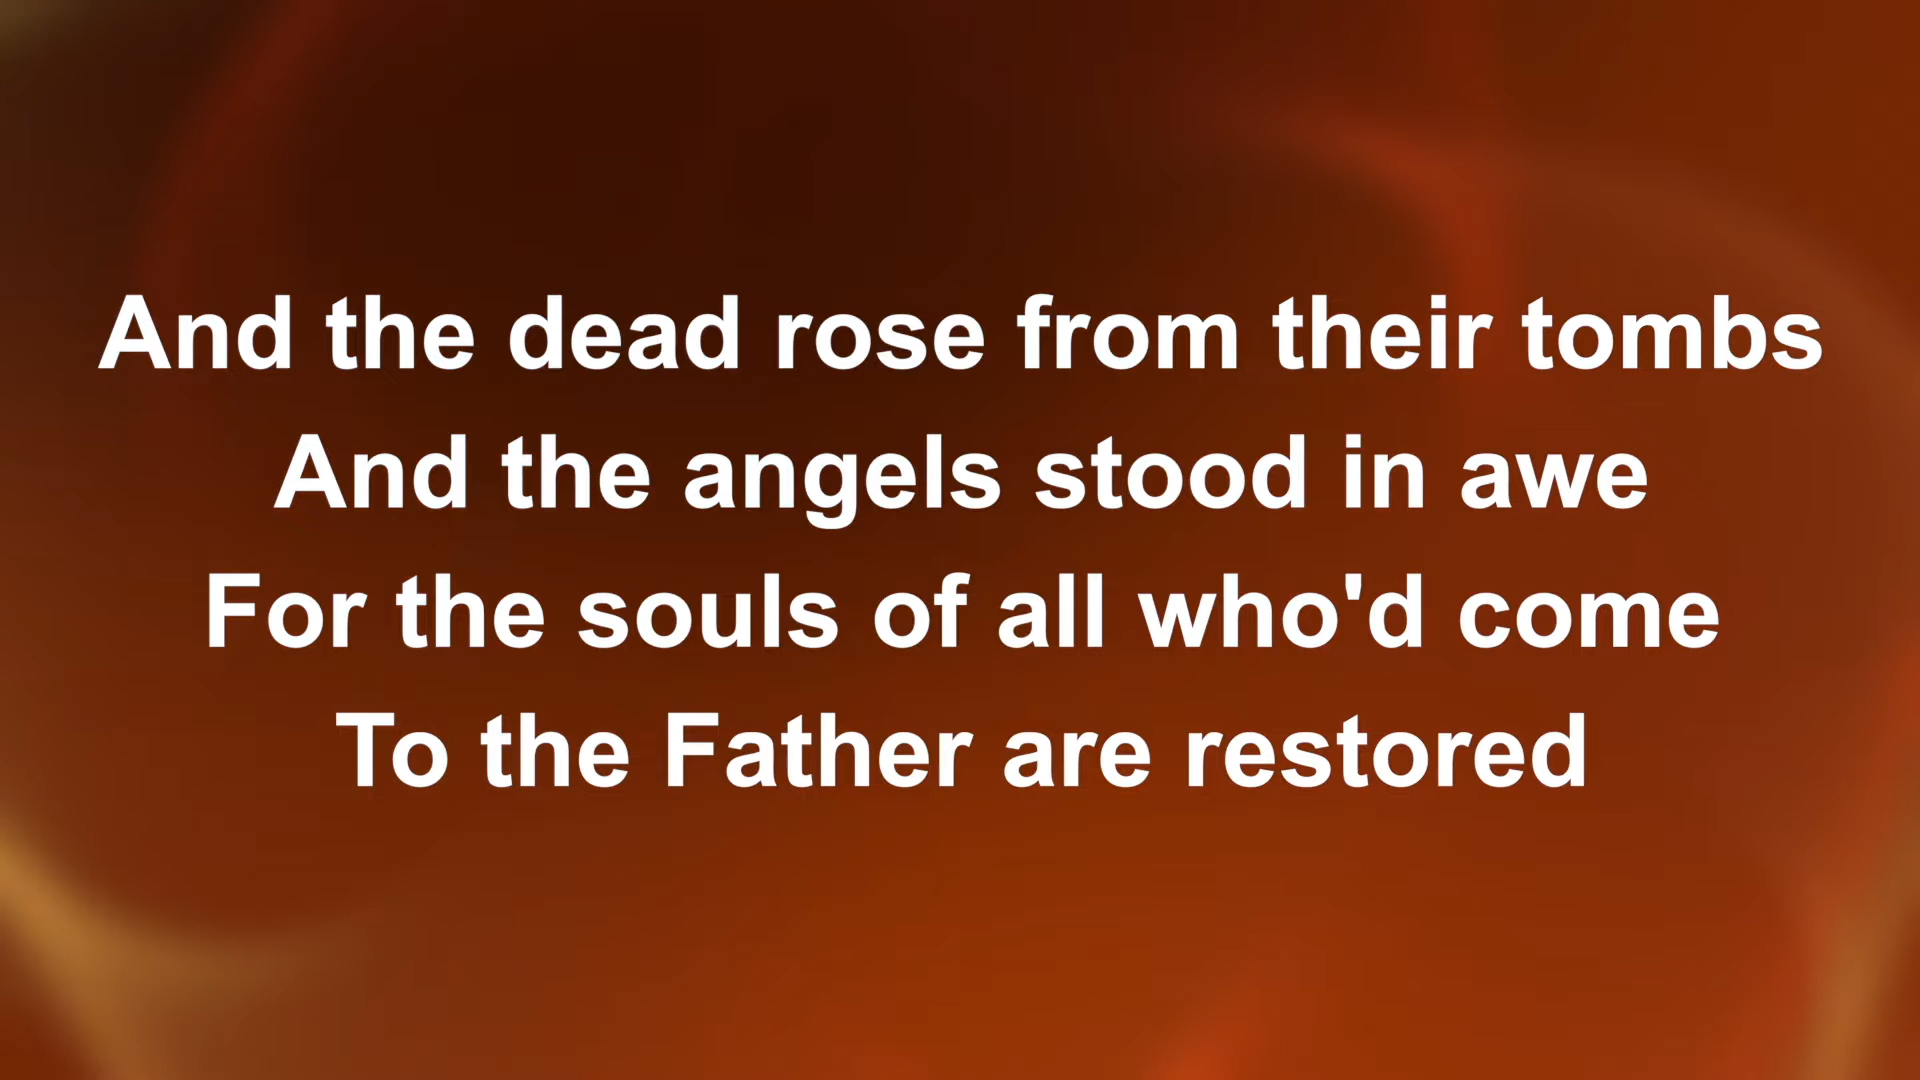 And the dead rose from their tombs
And the angels stood in awe
For the souls of all who'd come
To the Father are restored